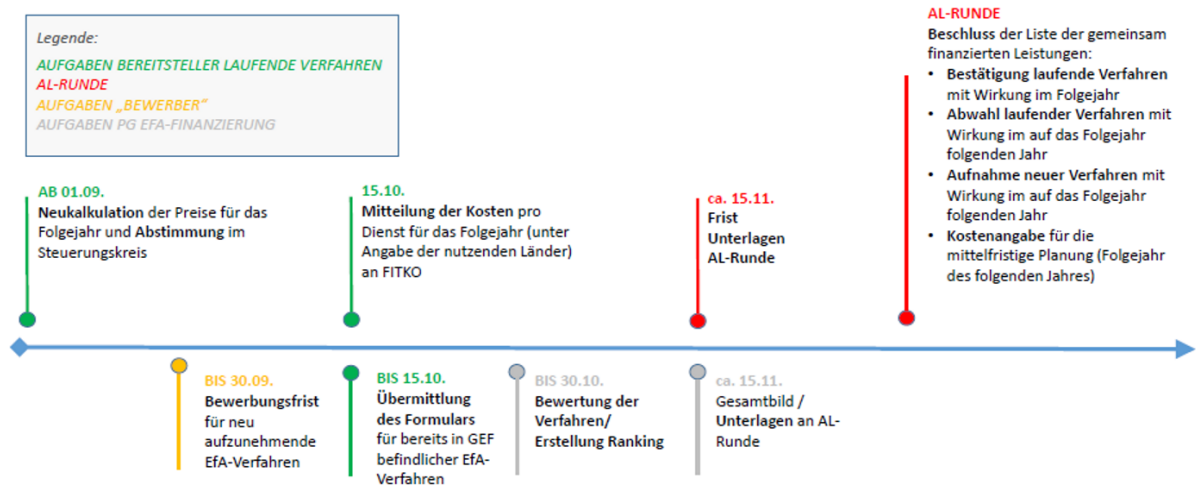 Legende:
AUFGABEN BEREITSTELLER LAUFENDE VERFAHREN
AL-RUNDE
AUFGABEN „BEWERBER“
AUFGABEN PG EFA-FINANZIERUNG
AB 01.09.
Neukalkulation der Preise für das
Folgejahr und Abstimmung im
Steuerungskreis
15.10.
Mitteilung der Kosten pro
Dienst für das Folgejahr (unter
Angabe der nutzenden Länder)
an FITKO
ca. 15.11.
Frist
Unterlagen
AL-Runde
AL-RUNDE
Beschluss der Liste der gemeinsam
finanzierten Leistungen:
• Bestätigung laufende Verfahren
mit Wirkung im Folgejahr
• Abwahl laufender Verfahren mit
Wirkung im auf das Folgejahr
folgenden Jahr
• Aufnahme neuer Verfahren mit
Wirkung im auf das Folgejahr
folgenden Jahr
• Kostenangabe für die
mittelfristige Planung (Folgejahr
des folgenden Jahres)
BIS 30.09.
Bewerbungsfrist
für neu
aufzunehmende
EfA-Verfahren
BIS 15.10.
Übermittlung
des Formulars
für bereits in GEF
befindlicher EfA-
Verfahren
BIS 30.10.
Bewertung der
Verfahren/
Erstellung Ranking
ca. 15.11.
Gesamtbild /
Unterlagen an AL-
Runde